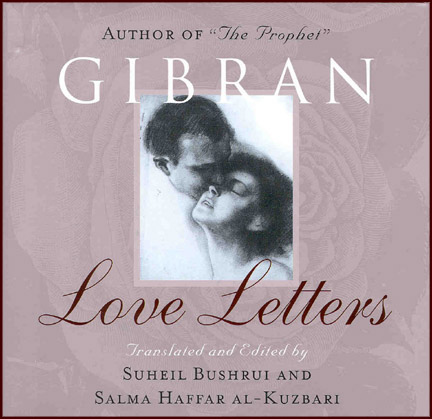 AUTHOR OF "The Prophet"
GIBRAN
Love Letters
Translated and Edited by
SUHEIL BUSHRUI AND
SALMA HAFFAR AL-KUZBARI